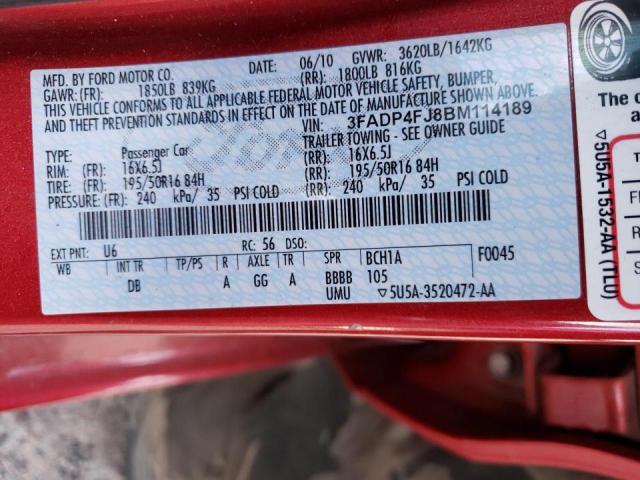 MFD. BY FORD MOTOR CO.
DATE: 06/10 GVWR: 3620LB/1642KG
GAWR: (FR) 1850LB 839KG (RR): 1800LB 816KG
THIS VEHICLE CONFORMS TO ALL APPLICABLE FEDERAL MOTOR VEHICLE SAFETY, BUMPER,
AND THEFT PREVENTION STANDARDS IN EFFECT ON THE DATE OF MANUFACTURE SHOWN ABOVE.
VIN: 3FADP4FJ8BM114189
TYPE: Passenger Car TRAILER TOWING - SEE OWNER GUIDE
RIM: (FR) 16X6.5J (RR) 16X6.5J
TIRE: (FR) 195/50R16 84H (RR) 195/50R16 84H
PRESSURE: (FR) 240 kPa/ 35 PSI COLD (RR) 240 kPa/ 35 PSI COLD
EXT PNT: U6 RC: 56 DSO:
WB INT TR TP/PS R AXLE TR SPR BCH1A F0045
DB A GG A BBBB 105
UMU ▽5U5A-3520472-AA
▽5U5A-1532-AA (TLU)
The c
or